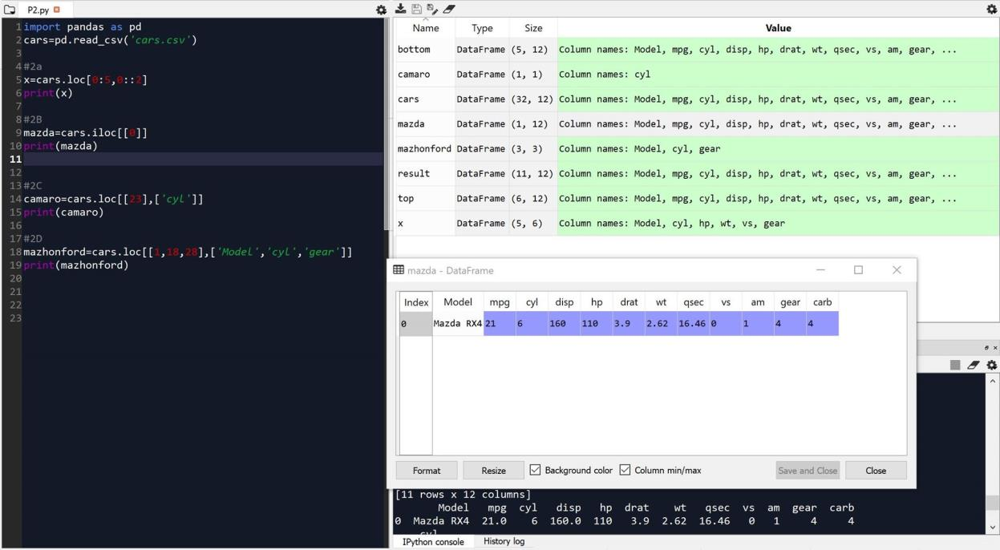 P2.py
1 import pandas as pd
2 cars=pd.read_csv('cars.csv')
3
4 #2a
5 x=cars.loc[0:5,0::2]
6 print(x)
7
8 #2B
9 mazda=cars.iloc[[0]]
10 print(mazda)
11
12
13 #2C
14 camaro=cars.loc[[23],['cyl']]
15 print(camaro)
16
17 #2D
18 mazhonford=cars.loc[[1,18,28],['Model','cyl','gear']]
19 print(mazhonford)
20
21
22
23
Name Type Size Value
bottom DataFrame (5, 12) Column names: Model, mpg, cyl, disp, hp, drat, wt, qsec, vs, am, gear, ...
camaro DataFrame (1, 1) Column names: cyl
cars DataFrame (32, 12) Column names: Model, mpg, cyl, disp, hp, drat, wt, qsec, vs, am, gear, ...
mazda DataFrame (1, 12) Column names: Model, mpg, cyl, disp, hp, drat, wt, qsec, vs, am, gear, ...
mazhonford DataFrame (3, 3) Column names: Model, cyl, gear
result DataFrame (11, 12) Column names: Model, mpg, cyl, disp, hp, drat, wt, qsec, vs, am, gear, ...
top DataFrame (6, 12) Column names: Model, mpg, cyl, disp, hp, drat, wt, qsec, vs, am, gear, ...
x DataFrame (5, 6) Column names: Model, cyl, hp, wt, vs, gear
mazda - DataFrame
Index Model mpg cyl disp hp drat wt qsec vs am gear carb
0 Mazda RX4 21 6 160 110 3.9 2.62 16.46 0 1 4 4
Format Resize Background color Column min/max Save and Close Close
[11 rows x 12 columns]
Model mpg cyl disp hp drat wt qsec vs am gear carb
0 Mazda RX4 21.0 6 160.0 110 3.9 2.62 16.46 0 1 4 4
cyl
IPython console History log